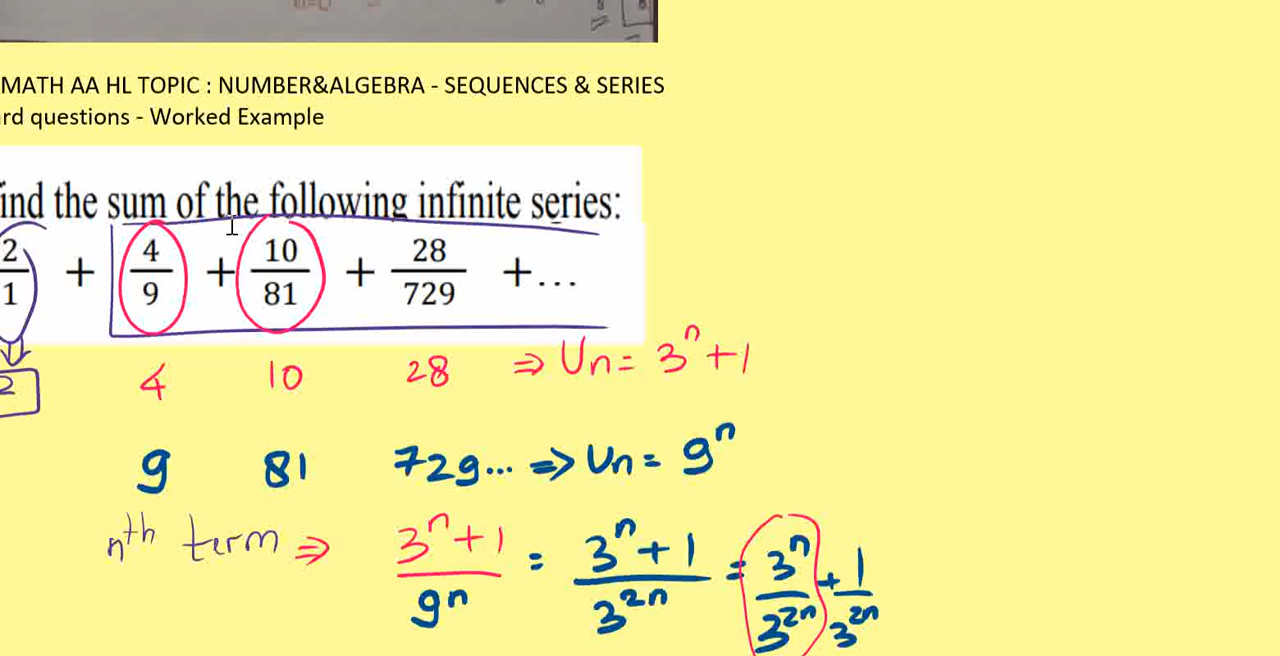 MATH AA HL TOPIC : NUMBER&ALGEBRA - SEQUENCES & SERIES
rd questions - Worked Example
ind the sum of the following infinite series:
2/1 + 4/9 + 10/81 + 28/729 +...
2 4 10 28 ⇒ Un = 3^n + 1
9 81 729... ⇒ Un = 9^n
nth term ⇒ (3^n + 1)/9^n = (3^n + 1)/3^2n = 3^n/3^2n + 1/3^2n